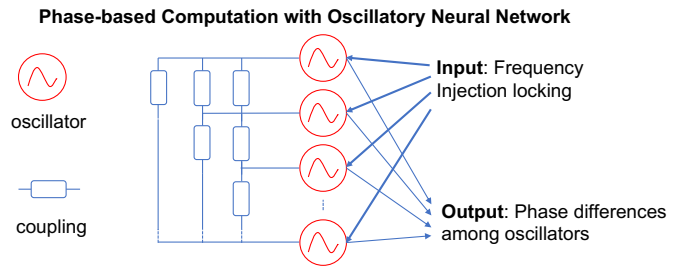 Phase-based Computation with Oscillatory Neural Network
oscillator
coupling
Input: Frequency
Injection locking
Output: Phase differences
among oscillators